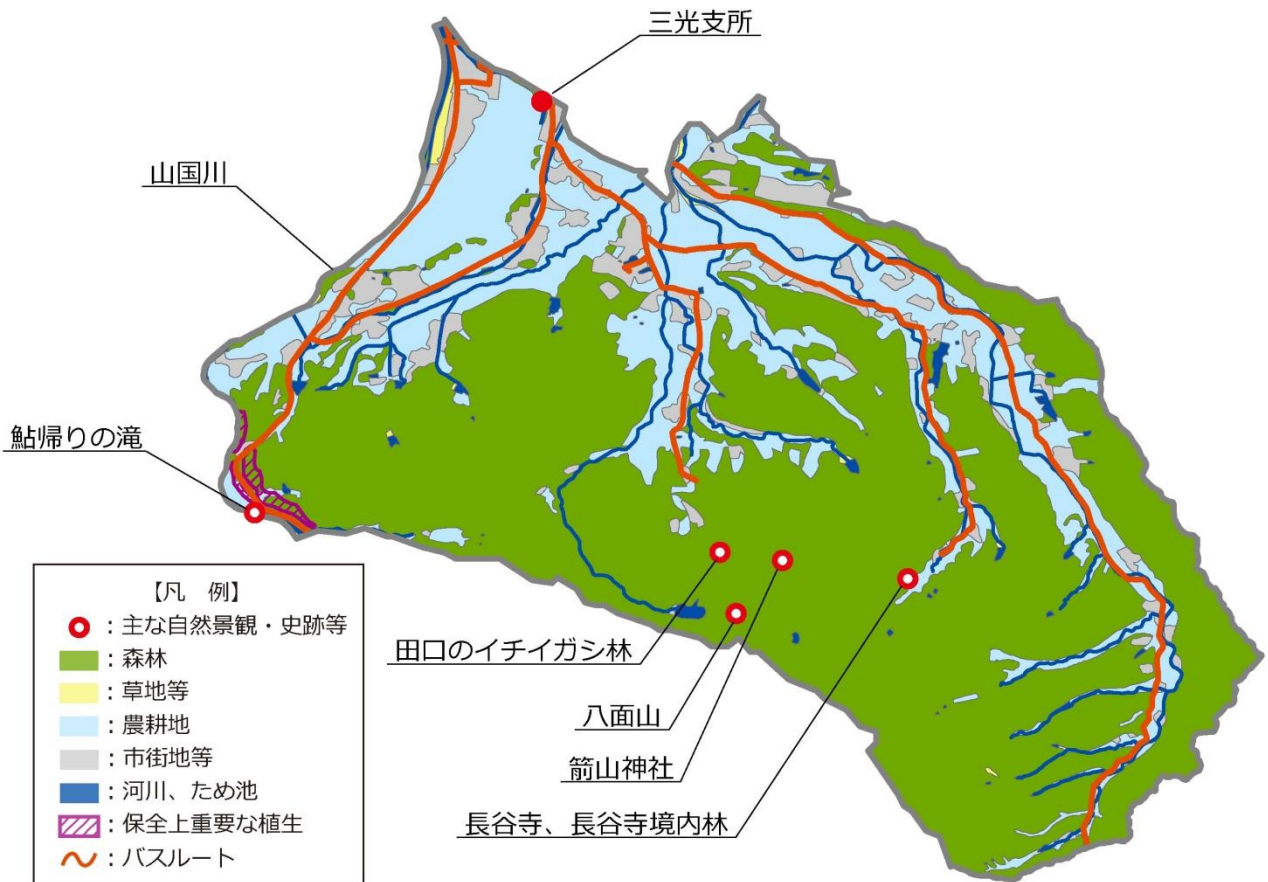 三光支所
山国川
鮎帰りの滝
田口のイチイガシ林
八面山
箭山神社
長谷寺、長谷寺境内林
【凡　例】
：主な自然景観・史跡等
：森林
：草地等
：農耕地
：市街地等
：河川、ため池
：保全上重要な植生
：バスルート